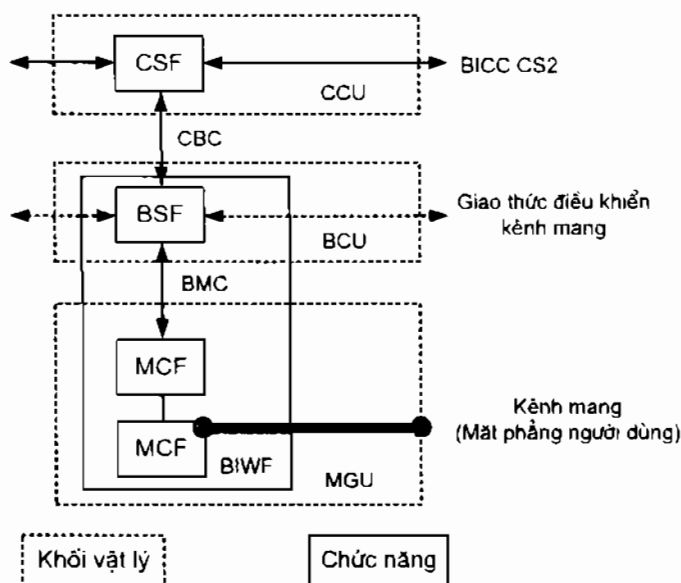 CSF
BICC CS2
CCU
CBC
BSF
Giao thức điều khiển
kênh mang
BCU
BMC
MCF
Kênh mang
(Mặt phẳng người dùng)
MCF
BIWF
MGU
Khối vật lý
Chức năng